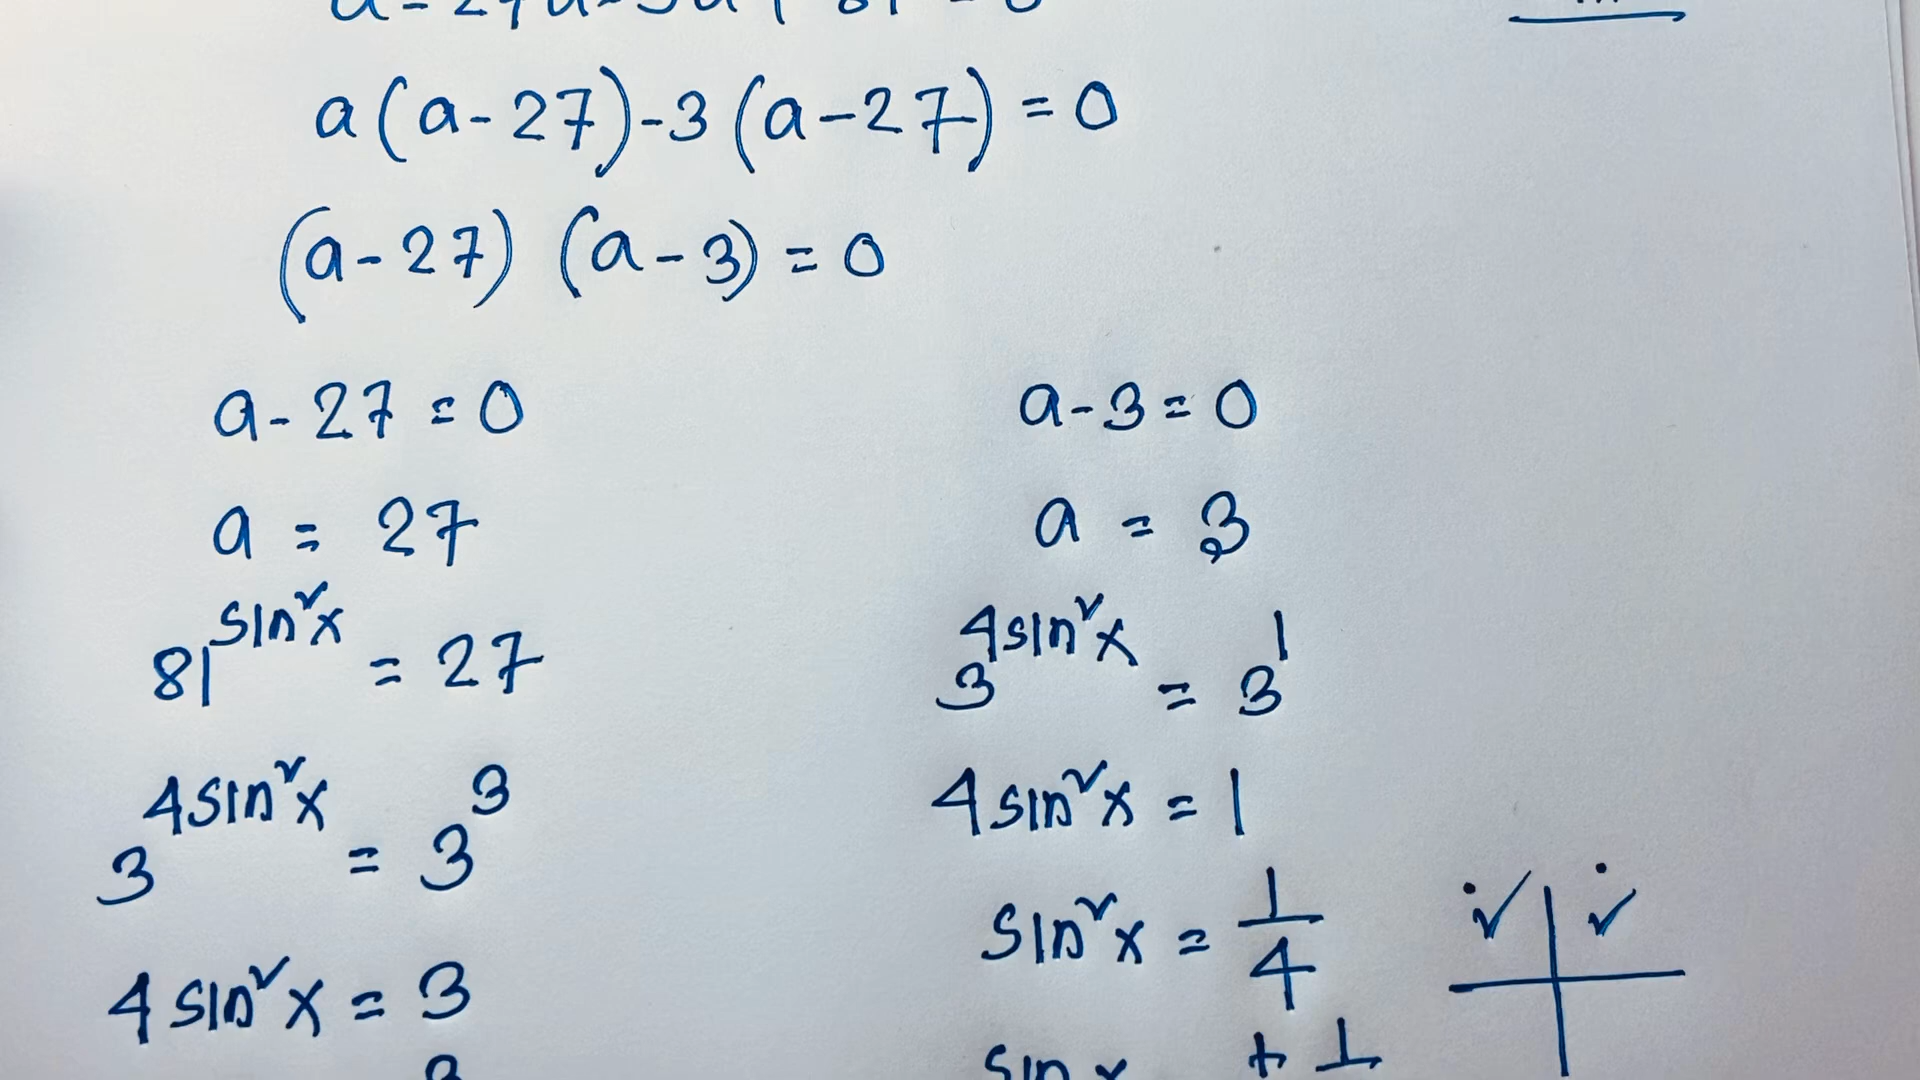 a(a-27)-3(a-27)=0
(a-27) (a-3)=0
a-27=0
a = 27
81^sin²x = 27
3^4sin²x = 3^3
4sin²x = 3
a-3=0
a = 3
3^4sin²x = 3^1
4sin²x = 1
sin²x = 1/4
sin x